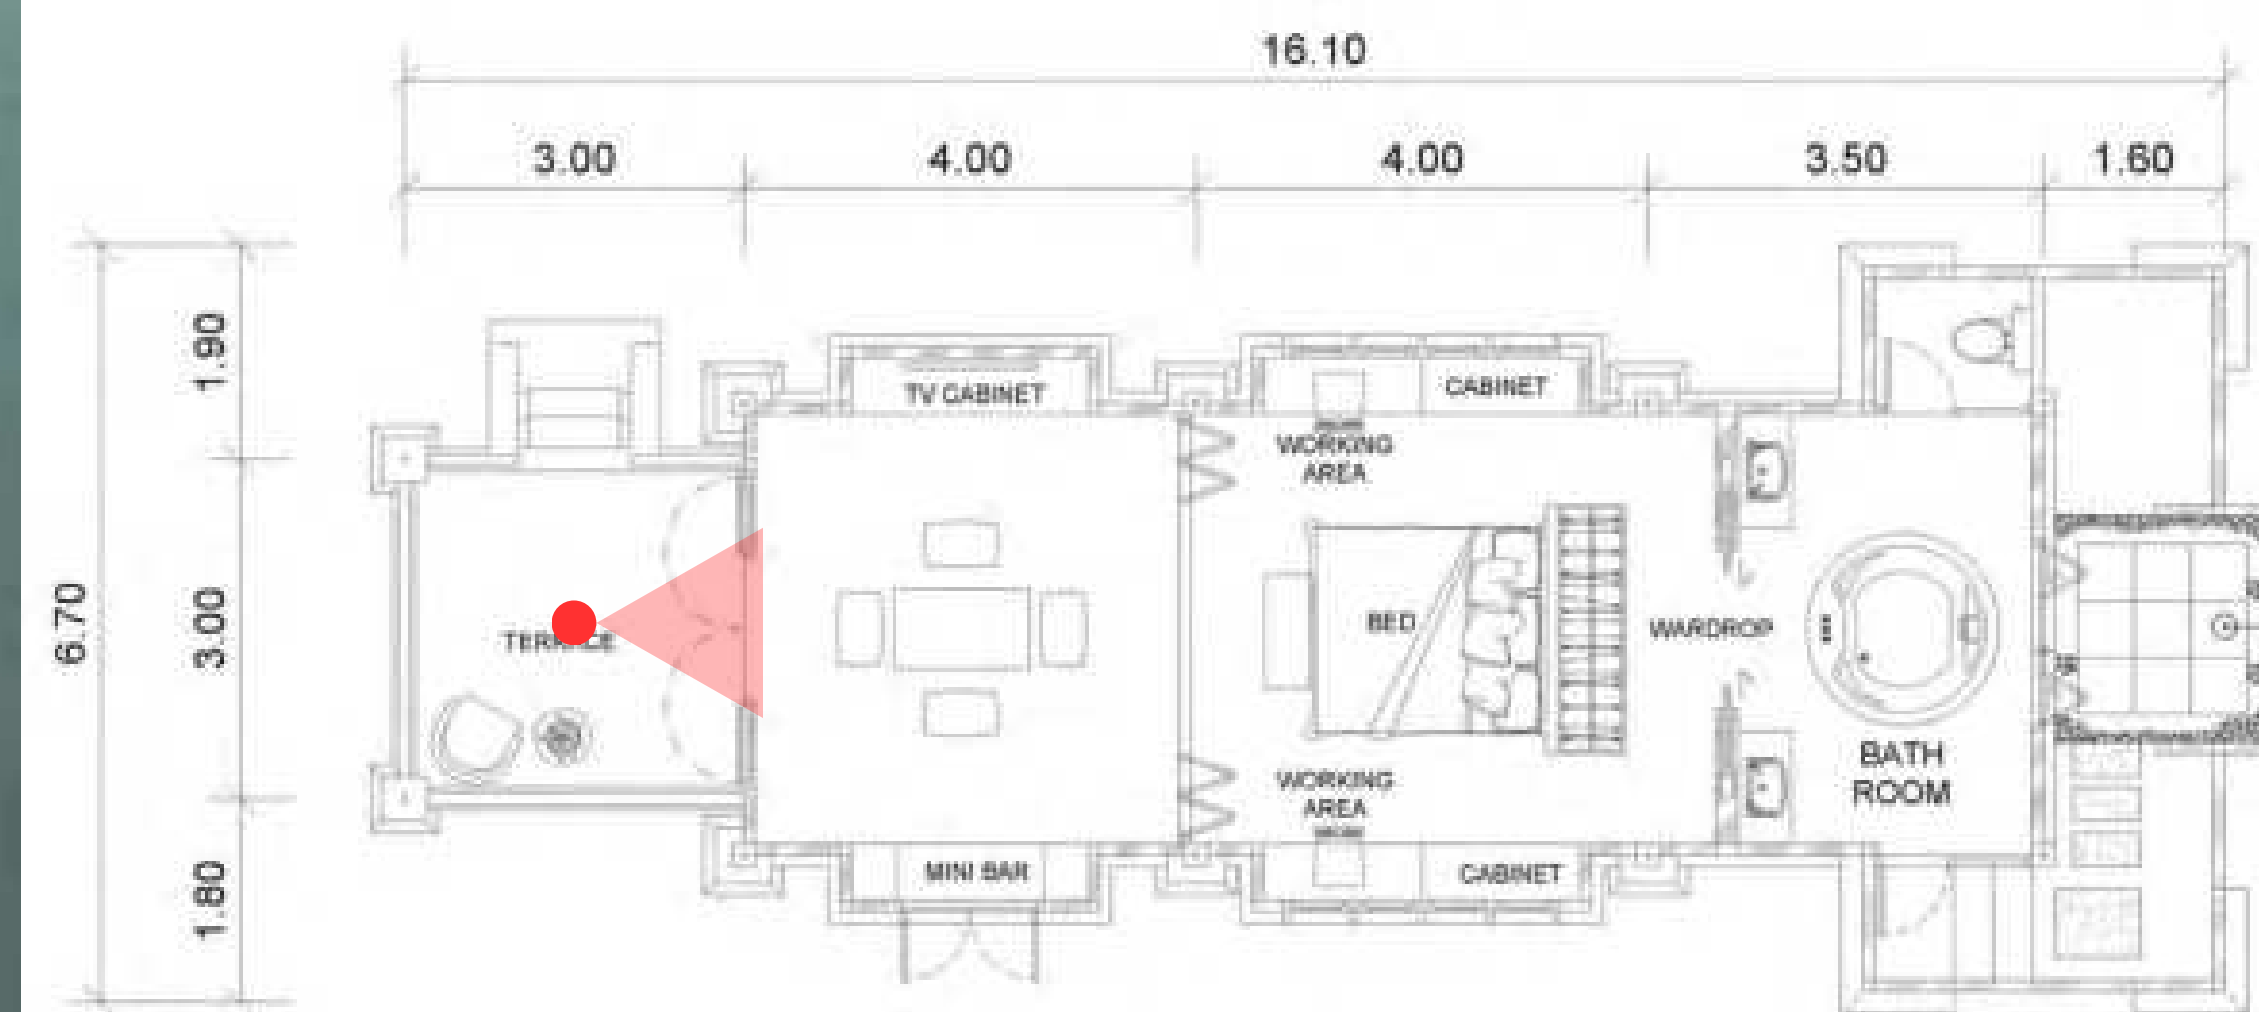 16.10
3.00
4.00
4.00
3.50
1.60
1.90
3.00
6.70
1.80
TV CABINET
CABINET
WORKING
AREA
BED
WARDROP
BATH
ROOM
WORKING
AREA
MINI BAR
CABINET